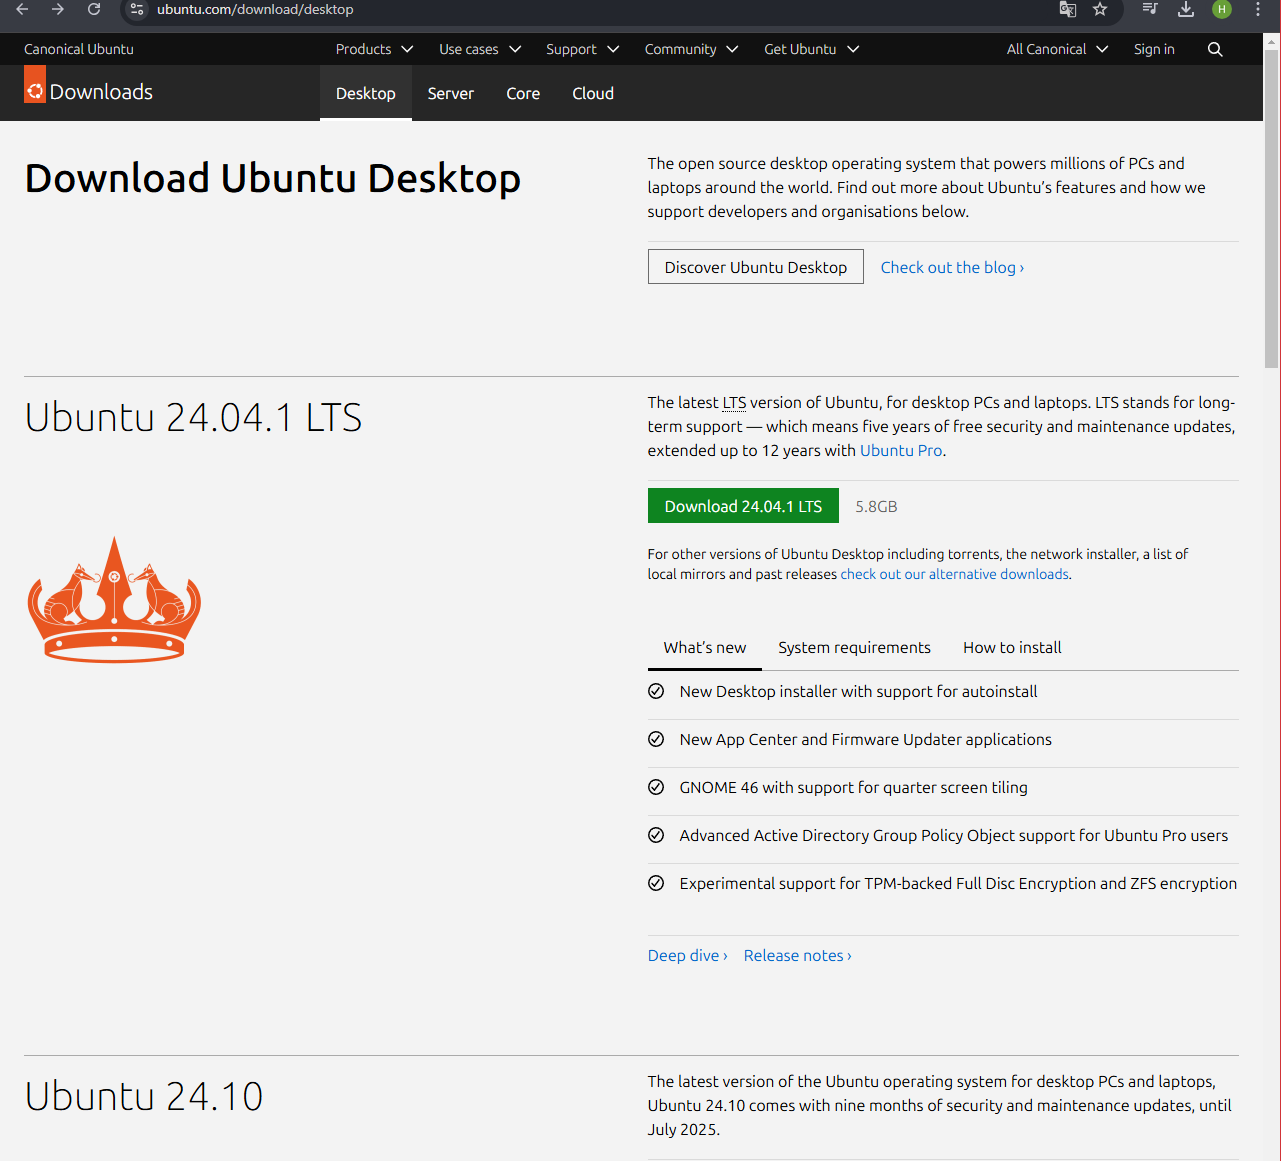 ubuntu.com/download/desktop
H
Canonical Ubuntu
Products
Use cases
Support
Community
Get Ubuntu
All Canonical
Sign in
Downloads
Desktop
Server
Core
Cloud
Download Ubuntu Desktop
The open source desktop operating system that powers millions of PCs and
laptops around the world. Find out more about Ubuntu’s features and how we
support developers and organisations below.
Discover Ubuntu Desktop
Check out the blog ›
Ubuntu 24.04.1 LTS
The latest LTS version of Ubuntu, for desktop PCs and laptops. LTS stands for long-
term support — which means five years of free security and maintenance updates,
extended up to 12 years with Ubuntu Pro.
Download 24.04.1 LTS
5.8GB
For other versions of Ubuntu Desktop including torrents, the network installer, a list of
local mirrors and past releases check out our alternative downloads.
What’s new
System requirements
How to install
New Desktop installer with support for autoinstall
New App Center and Firmware Updater applications
GNOME 46 with support for quarter screen tiling
Advanced Active Directory Group Policy Object support for Ubuntu Pro users
Experimental support for TPM-backed Full Disc Encryption and ZFS encryption
Deep dive ›
Release notes ›
Ubuntu 24.10
The latest version of the Ubuntu operating system for desktop PCs and laptops,
Ubuntu 24.10 comes with nine months of security and maintenance updates, until
July 2025.